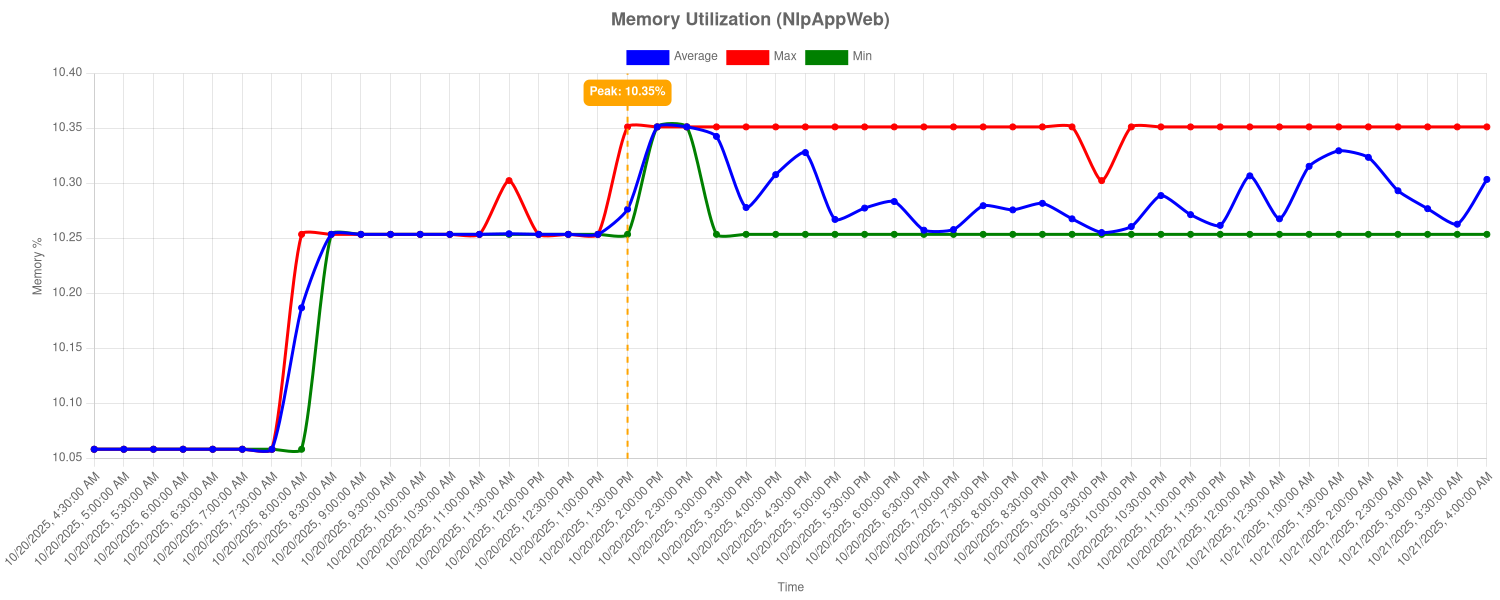 Memory Utilization (NlpAppWeb)
Average Max Min
Peak: 10.35%
10.40
10.35
10.30
10.25
10.20
10.15
10.10
10.05
Memory %
10/20/2025, 4:30:00 AM
10/20/2025, 5:00:00 AM
10/20/2025, 5:30:00 AM
10/20/2025, 6:00:00 AM
10/20/2025, 6:30:00 AM
10/20/2025, 7:00:00 AM
10/20/2025, 7:30:00 AM
10/20/2025, 8:00:00 AM
10/20/2025, 8:30:00 AM
10/20/2025, 9:00:00 AM
10/20/2025, 9:30:00 AM
10/20/2025, 10:00:00 AM
10/20/2025, 10:30:00 AM
10/20/2025, 11:00:00 AM
10/20/2025, 11:30:00 AM
10/20/2025, 12:00:00 PM
10/20/2025, 12:30:00 PM
10/20/2025, 1:00:00 PM
10/20/2025, 1:30:00 PM
10/20/2025, 2:00:00 PM
10/20/2025, 2:30:00 PM
10/20/2025, 3:00:00 PM
10/20/2025, 3:30:00 PM
10/20/2025, 4:00:00 PM
10/20/2025, 4:30:00 PM
10/20/2025, 5:00:00 PM
10/20/2025, 5:30:00 PM
10/20/2025, 6:00:00 PM
10/20/2025, 6:30:00 PM
10/20/2025, 7:00:00 PM
10/20/2025, 7:30:00 PM
10/20/2025, 8:00:00 PM
10/20/2025, 8:30:00 PM
10/20/2025, 9:00:00 PM
10/20/2025, 9:30:00 PM
10/20/2025, 10:00:00 PM
10/20/2025, 10:30:00 PM
10/20/2025, 11:00:00 PM
10/20/2025, 11:30:00 PM
10/21/2025, 12:00:00 AM
10/21/2025, 12:30:00 AM
10/21/2025, 1:00:00 AM
10/21/2025, 1:30:00 AM
10/21/2025, 2:00:00 AM
10/21/2025, 2:30:00 AM
10/21/2025, 3:00:00 AM
10/21/2025, 3:30:00 AM
10/21/2025, 4:00:00 AM
Time